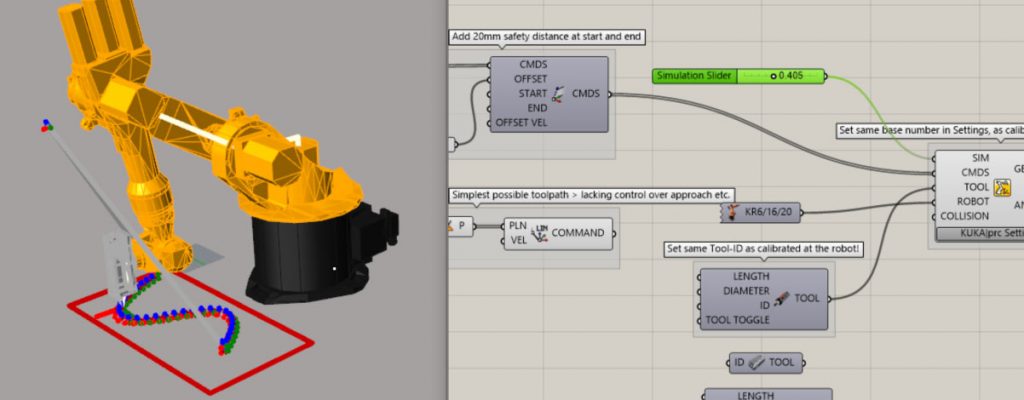 Add 20mm safety distance at start and end
CMDS
OFFSET
START
END
OFFSET VEL
CMDS
Simulation Slider
0.405
Set same base number in Settings, as calib
SIM
CMDS
TOOL
ROBOT
COLLISION
GE
AN
KUKA|prc Setti
Simplest possible toolpath > lacking control over approach etc.
P
PLN
VEL
LIN
COMMAND
KR6/16/20
Set same Tool-ID as calibrated at the robot!
LENGTH
DIAMETER
ID
TOOL TOGGLE
TOOL
ID
TOOL
LENGTH